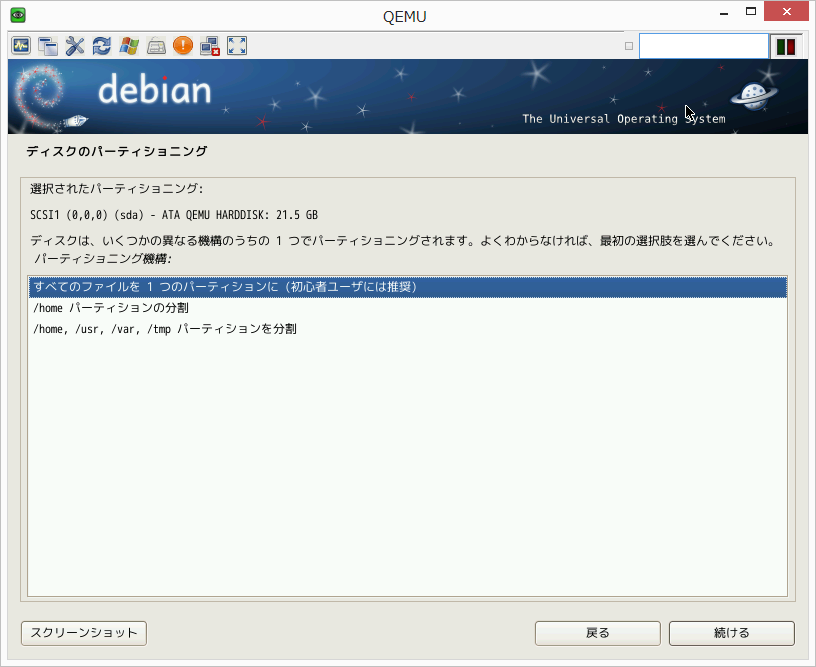 QEMU
debian
The Universal Operating System
ディスクのパーティショニング
選択されたパーティショニング:
SCSI1 (0,0,0) (sda) - ATA QEMU HARDDISK: 21.5 GB
ディスクは、いくつかの異なる機構のうちの 1 つでパーティショニングされます。よくわからなければ、最初の選択肢を選んでください。
パーティショニング機構:
すべてのファイルを 1 つのパーティションに (初心者ユーザには推奨)
/home パーティションの分割
/home, /usr, /var, /tmp パーティションを分割
スクリーンショット
戻る
続ける